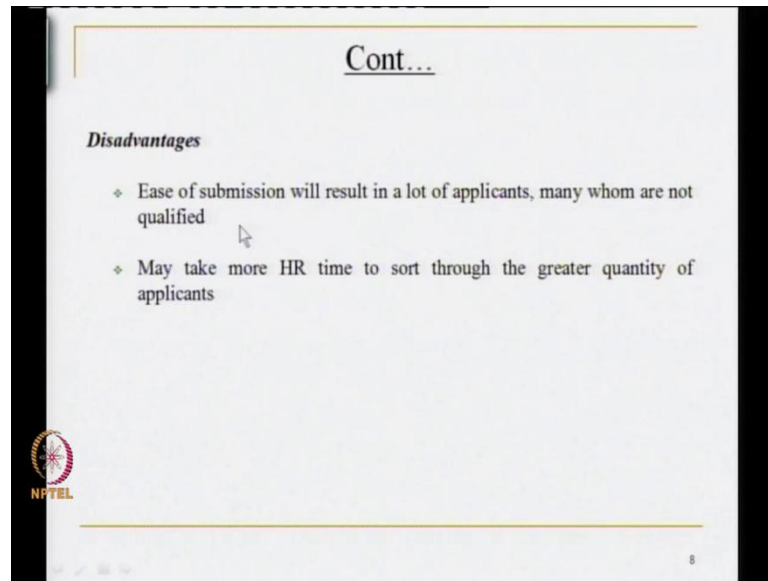 Cont...
Disadvantages
Ease of submission will result in a lot of applicants, many whom are not
qualified
May take more HR time to sort through the greater quantity of
applicants
NPTEL
8